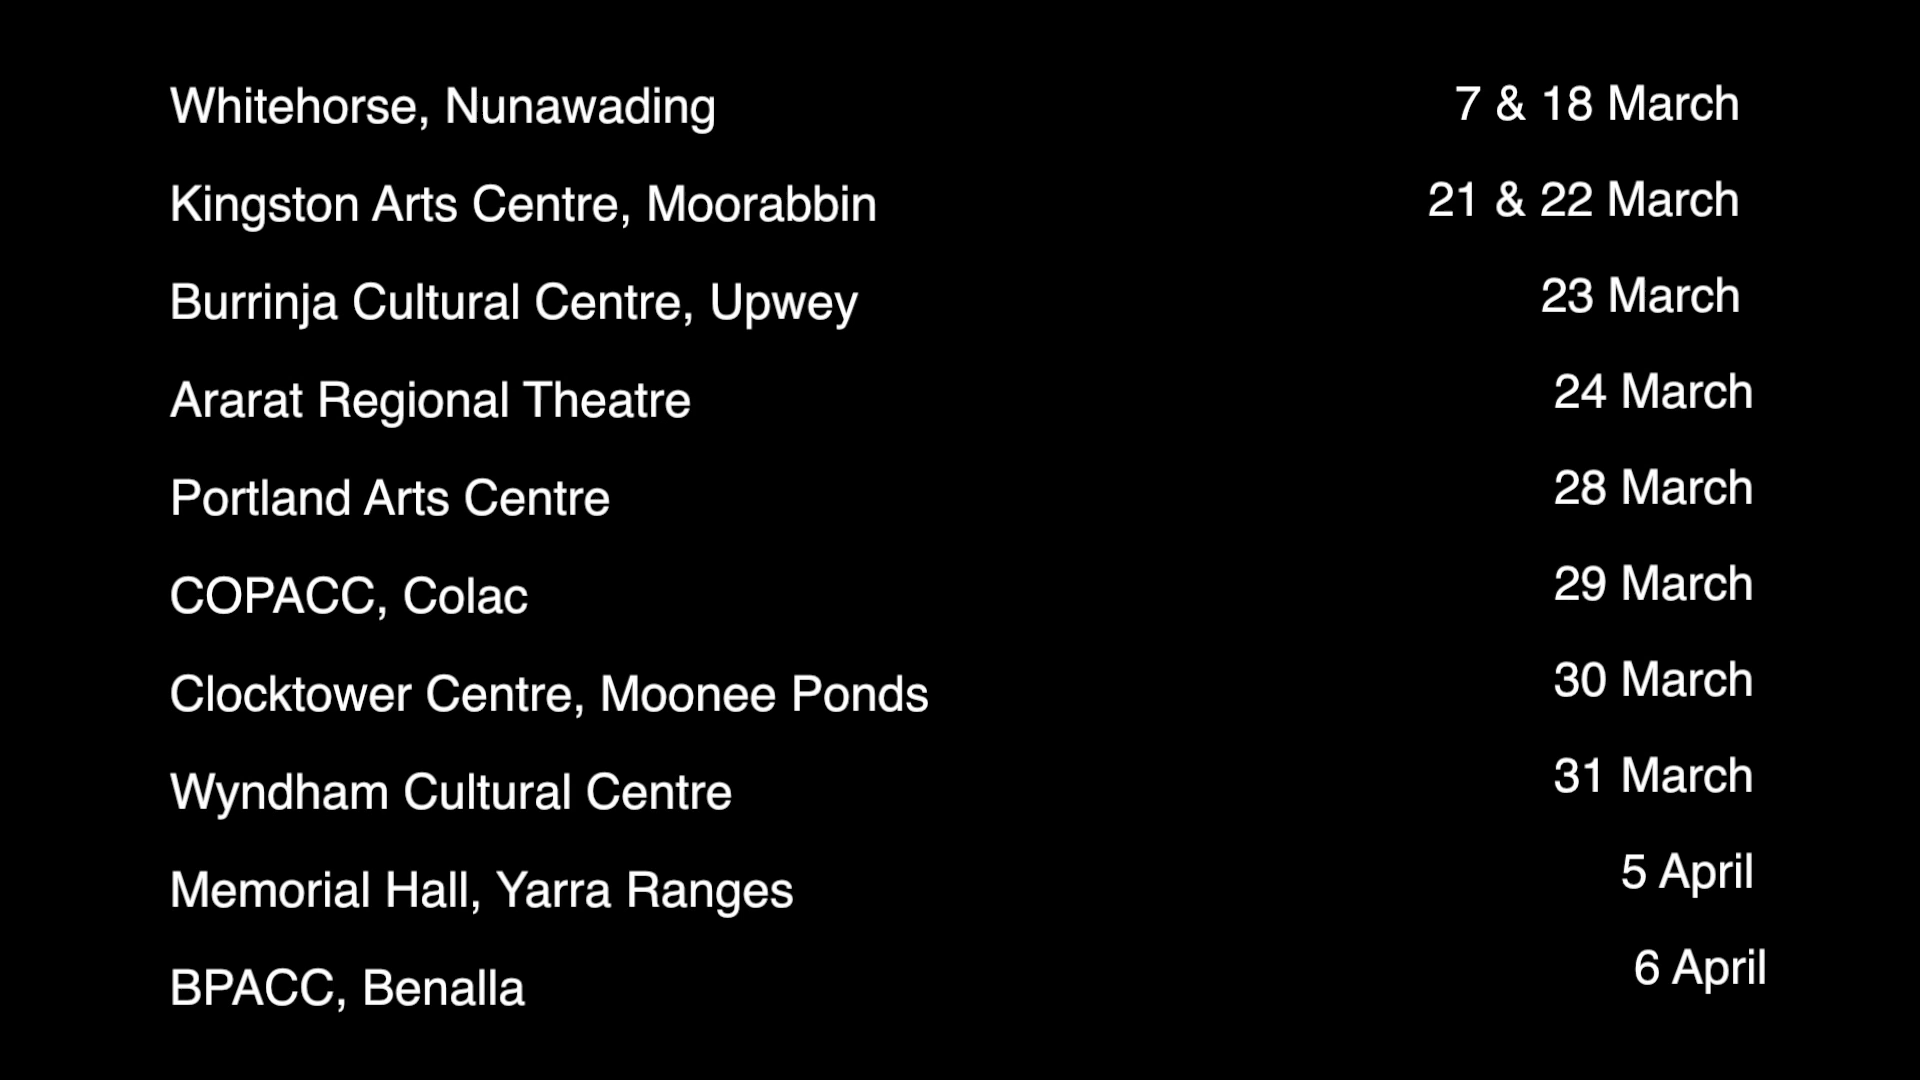 Whitehorse, Nunawading 7 & 18 March
Kingston Arts Centre, Moorabbin 21 & 22 March
Burrinja Cultural Centre, Upwey 23 March
Ararat Regional Theatre 24 March
Portland Arts Centre 28 March
COPACC, Colac 29 March
Clocktower Centre, Moonee Ponds 30 March
Wyndham Cultural Centre 31 March
Memorial Hall, Yarra Ranges 5 April
BPACC, Benalla 6 April